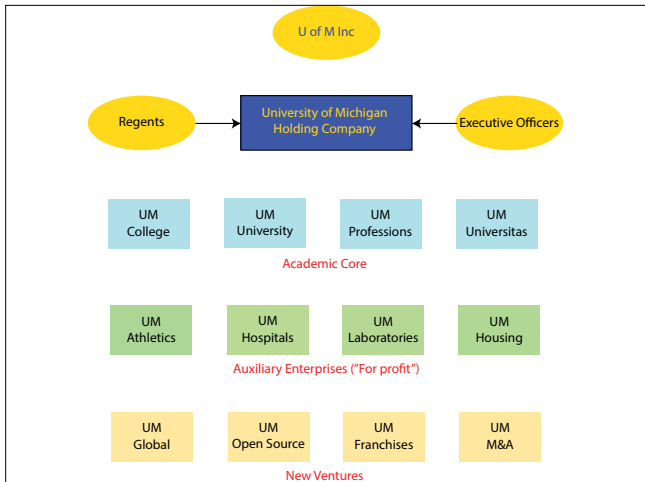 U of M Inc
University of Michigan
Holding Company
Regents
Executive Officers
UM
College
UM
University
UM
Professions
UM
Universitas
Academic Core
UM
Athletics
UM
Hospitals
UM
Laboratories
UM
Housing
Auxiliary Enterprises ("For profit")
UM
Global
UM
Open Source
UM
Franchises
UM
M&A
New Ventures